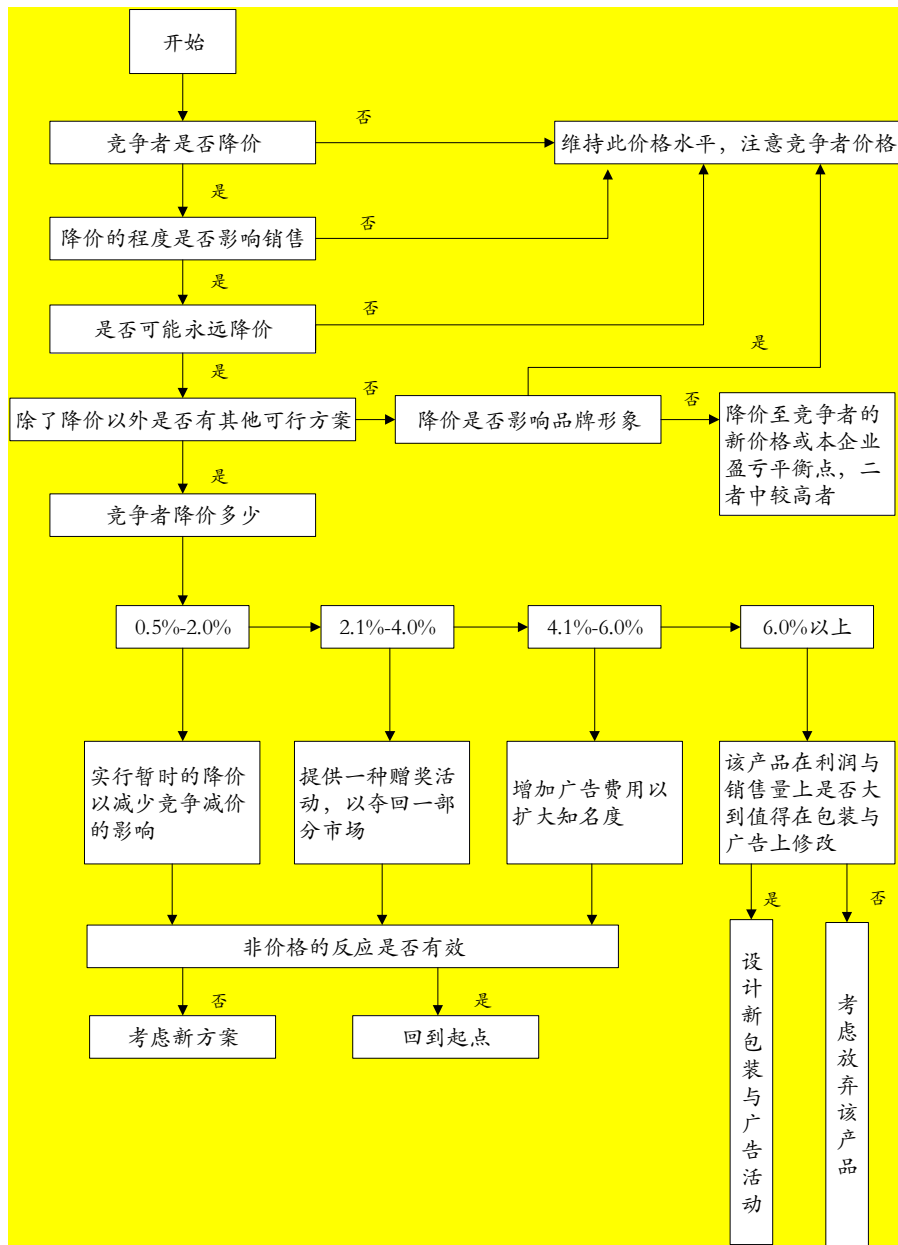 开始
否
竞争者是否降价
维持此价格水平，注意竞争者价格
是
否
降价的程度是否影响销售
是
否
是否可能永远降价
是
是
否
否
除了降价以外是否有其他可行方案
降价是否影响品牌形象
降价至竞争者的
新价格或本企业
盈亏平衡点，二
者中较高者
是
竞争者降价多少
0.5%-2.0%
2.1%-4.0%
4.1%-6.0%
6.0%以上
实行暂时的降价
以减少竞争减价
的影响
提供一种赠奖活
动，以夺回一部
分市场
增加广告费用以
扩大知名度
该产品在利润与
销售量上是否大
到值得在包装与
广告上修改
是
否
非价格的反应是否有效
否
是
考虑新方案
回到起点
设计新包装与广告活动
考虑放弃该产品